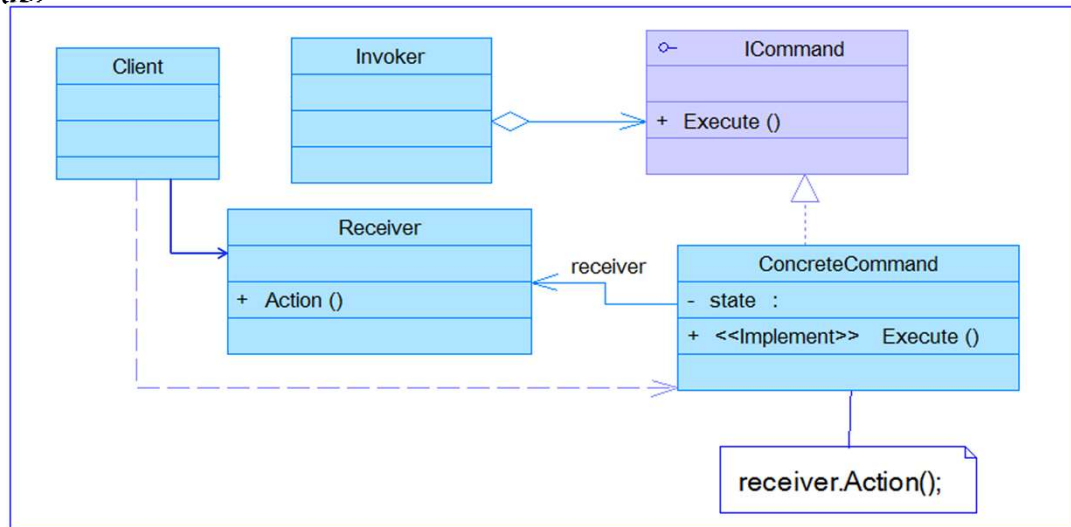 Client
Invoker
ICommand
+ Execute ()
Receiver
+ Action ()
receiver
ConcreteCommand
- state :
+ <<Implement>> Execute ()
receiver.Action();